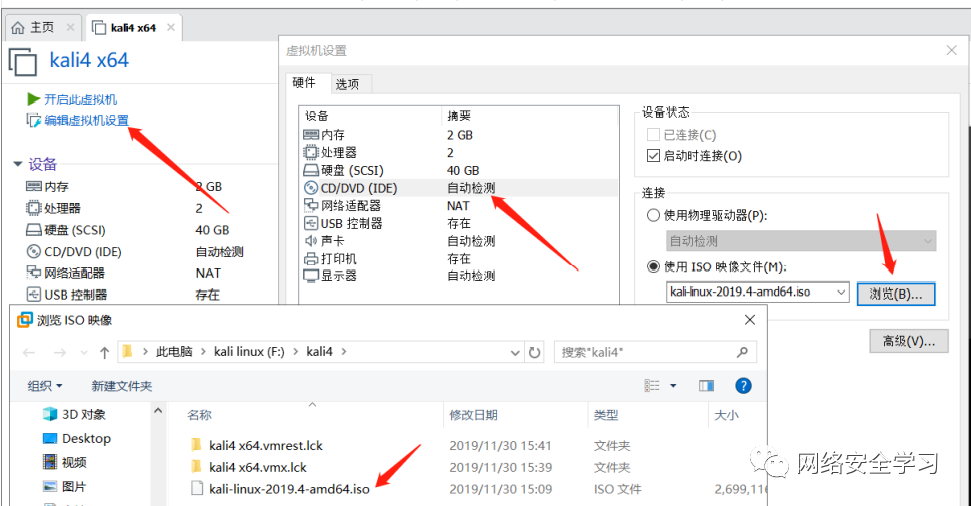 主页 × kali4 x64 ×
kali4 x64
开启此虚拟机
编辑虚拟机设置
设备
内存 2 GB
处理器 2
硬盘 (SCSI) 40 GB
CD/DVD (IDE) 自动检测
网络适配器 NAT
USB 控制器 存在
虚拟机设置
硬件 选项
设备 摘要
内存 2 GB
处理器 2
硬盘 (SCSI) 40 GB
CD/DVD (IDE) 自动检测
网络适配器 NAT
USB 控制器 存在
声卡 自动检测
打印机 存在
显示器 自动检测
设备状态
已连接(C)
启动时连接(O)
连接
使用物理驱动器(P):
自动检测
使用 ISO 映像文件(M):
kali-linux-2019.4-amd64.iso 浏览(B)...
高级(V)...
浏览 ISO 映像
此电脑 > kali linux (F:) > kali4 > 搜索"kali4"
组织 新建文件夹
3D 对象
Desktop
视频
图片
名称 修改日期 类型 大小
kali4 x64.vmrest.lck 2019/11/30 15:41 文件夹
kali4 x64.vmx.lck 2019/11/30 15:39 文件夹
kali-linux-2019.4-amd64.iso 2019/11/30 15:09 ISO 文件 2,699,116
网络安全学习